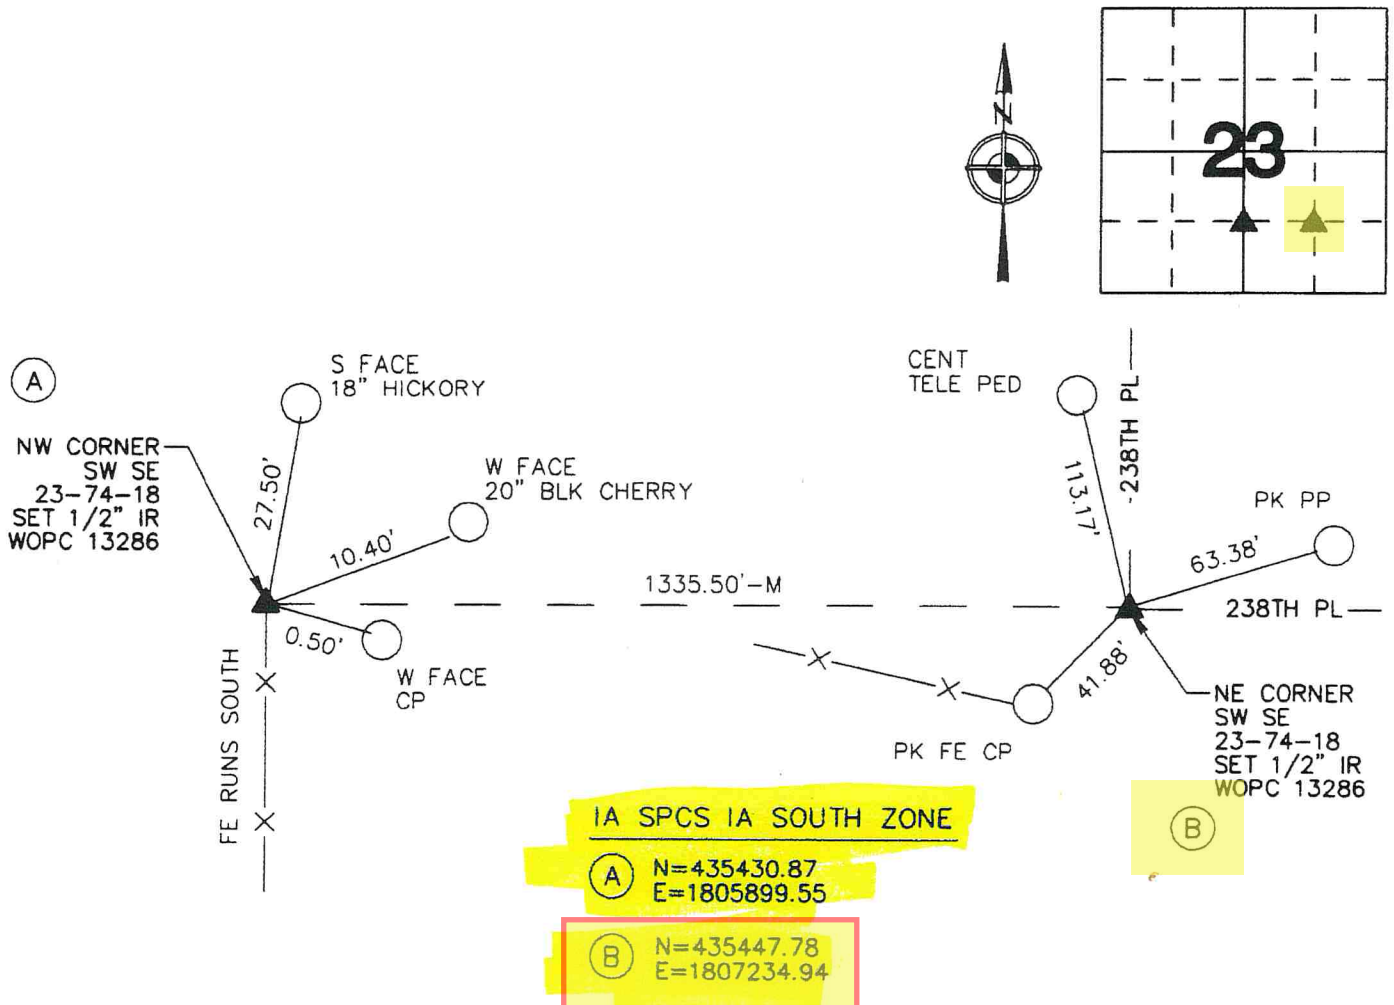 N
23
A
S FACE
18" HICKORY
CENT
TELE PED
NW CORNER
SW SE
23-74-18
SET 1/2" IR
WOPC 13286
27.50'
W FACE
20" BLK CHERRY
10.40'
1335.50'-M
0.50'
W FACE
CP
FE RUNS SOUTH
113.17'
238TH PL
PK PP
63.38'
238TH PL
41.88'
PK FE CP
NE CORNER
SW SE
23-74-18
SET 1/2" IR
WOPC 13286
B
IA SPCS IA SOUTH ZONE
A N=435430.87
E=1805899.55
B N=435447.78
E=1807234.94